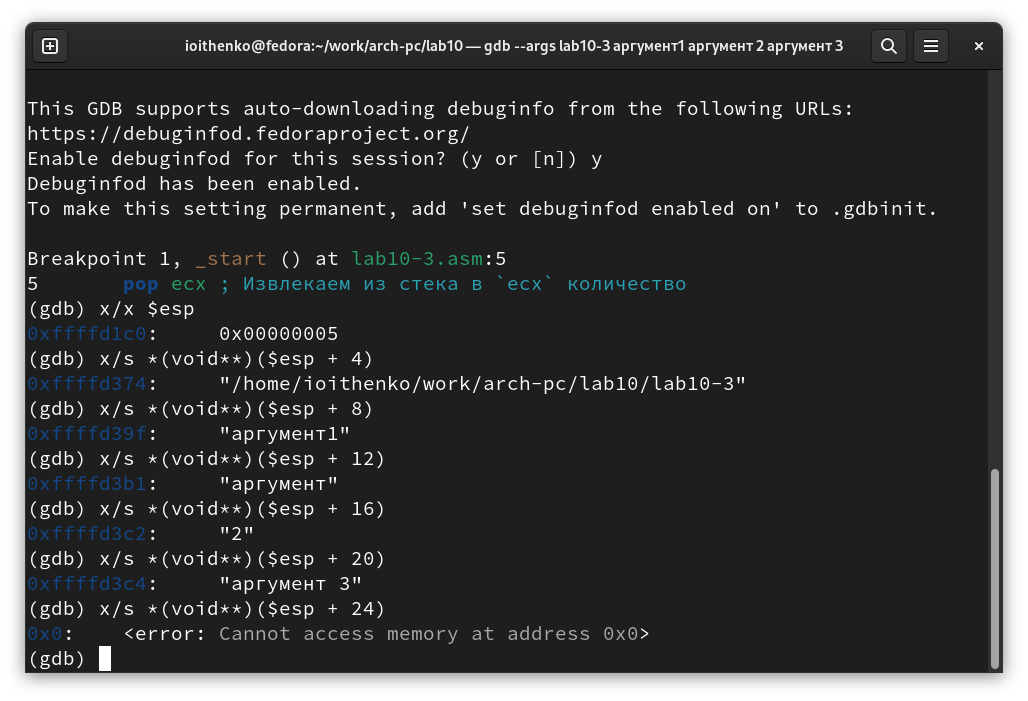 ioithenko@fedora:~/work/arch-pc/lab10 — gdb --args lab10-3 аргумент1 аргумент 2 аргумент 3
This GDB supports auto-downloading debuginfo from the following URLs:
https://debuginfod.fedoraproject.org/
Enable debuginfod for this session? (y or [n]) y
Debuginfod has been enabled.
To make this setting permanent, add 'set debuginfod enabled on' to .gdbinit.
Breakpoint 1, _start () at lab10-3.asm:5
5 pop ecx ; Извлекаем из стека в `ecx` количество
(gdb) x/x $esp
0xffffd1c0: 0x00000005
(gdb) x/s *(void**)($esp + 4)
0xffffd374: "/home/ioithenko/work/arch-pc/lab10/lab10-3"
(gdb) x/s *(void**)($esp + 8)
0xffffd39f: "аргумент1"
(gdb) x/s *(void**)($esp + 12)
0xffffd3b1: "аргумент"
(gdb) x/s *(void**)($esp + 16)
0xffffd3c2: "2"
(gdb) x/s *(void**)($esp + 20)
0xffffd3c4: "аргумент 3"
(gdb) x/s *(void**)($esp + 24)
0x0: <error: Cannot access memory at address 0x0>
(gdb)